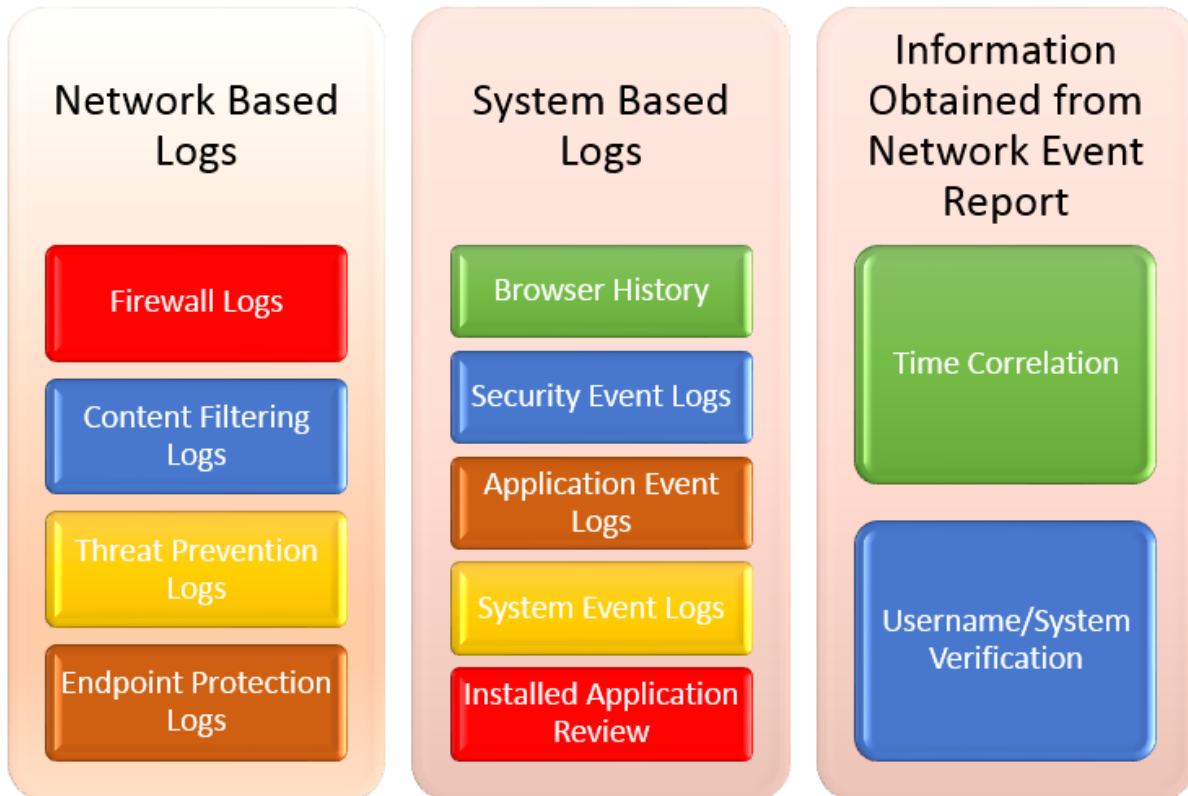 Network Based
Logs
Firewall Logs
Content Filtering
Logs
Threat Prevention
Logs
Endpoint Protection
Logs
System Based
Logs
Browser History
Security Event Logs
Application Event
Logs
System Event Logs
Installed Application
Review
Information
Obtained from
Network Event
Report
Time Correlation
Username/System
Verification